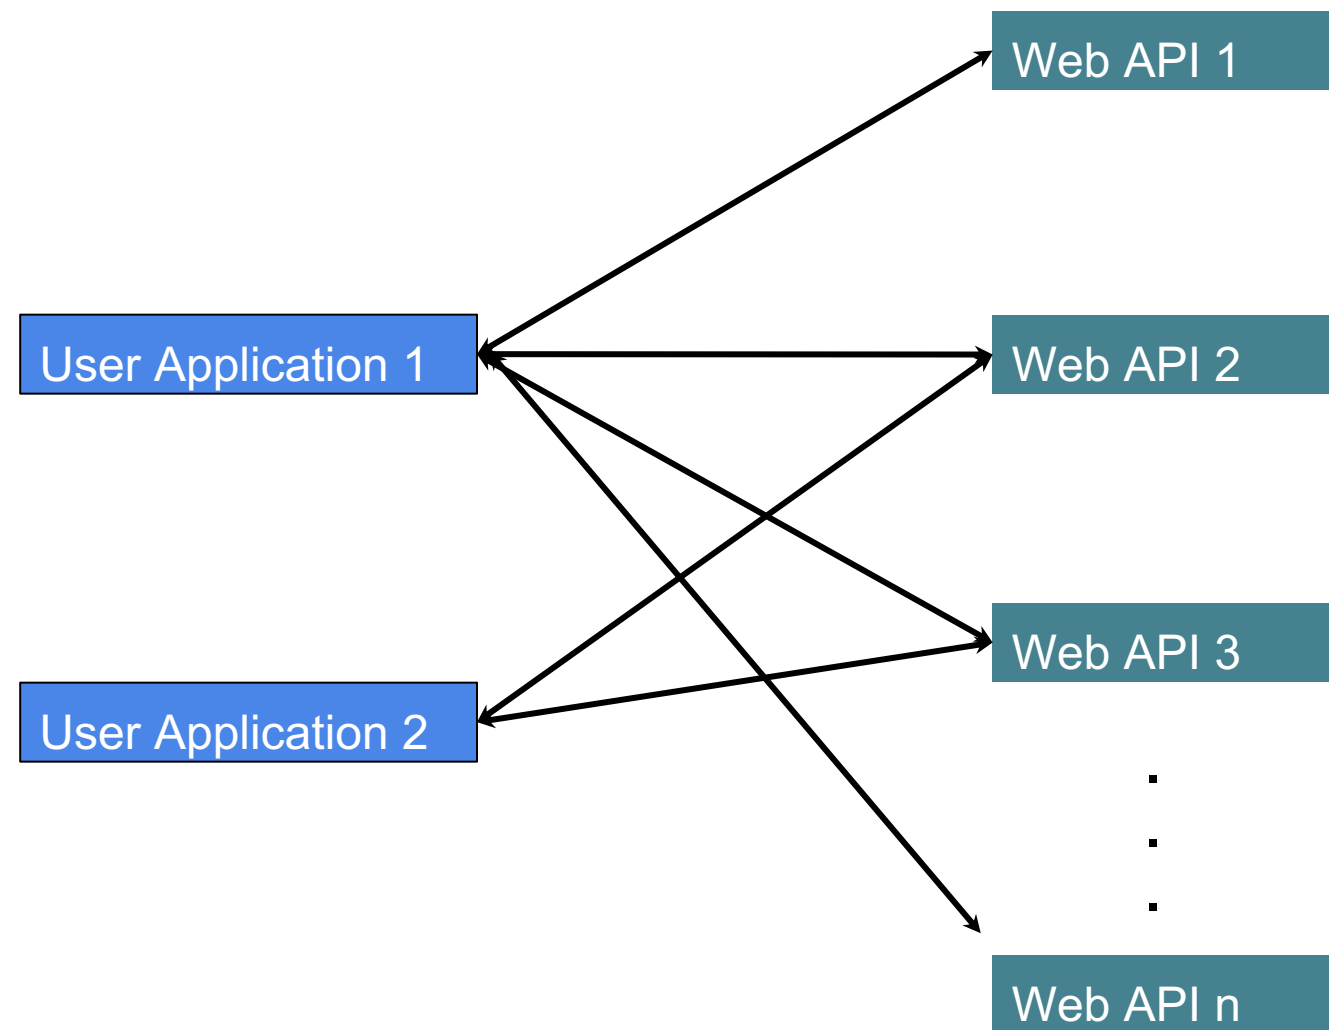 Web API 1
User Application 1
Web API 2
Web API 3
User Application 2
.
.
.
Web API n